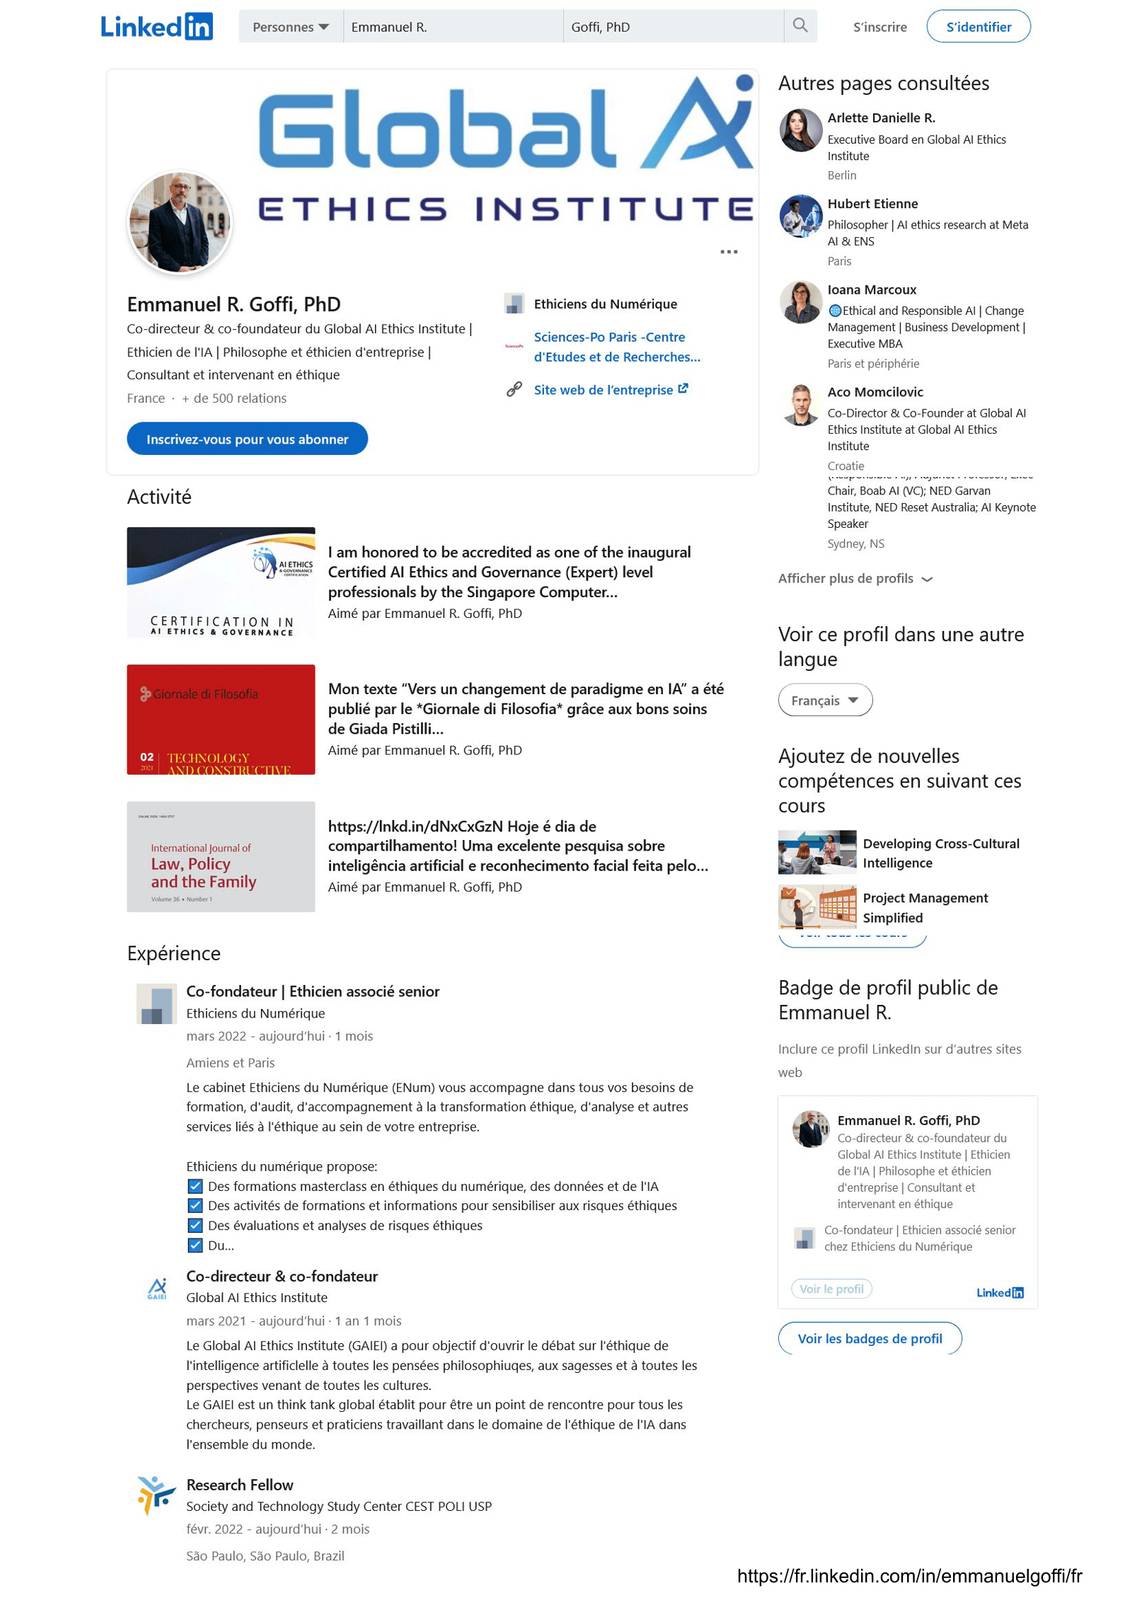 LinkedIn
Personnes
Emmanuel R.
Goffi, PhD
S'inscrire
S'identifier
Global Ai
ETHICS INSTITUTE
Emmanuel R. Goffi, PhD
Co-directeur & co-foundateur du Global AI Ethics Institute |
Ethicien de l'IA | Philosophe et éthicien d'entreprise |
Consultant et intervenant en éthique
France · + de 500 relations
Inscrivez-vous pour vous abonner
Ethiciens du Numérique
SciencesPo
Sciences-Po Paris -Centre
d'Etudes et de Recherches...
Site web de l'entreprise
Activité
AI ETHICS
& GOVERNANCE
CERTIFICATION
CERTIFICATION IN
AI ETHICS & GOVERNANCE
I am honored to be accredited as one of the inaugural
Certified AI Ethics and Governance (Expert) level
professionals by the Singapore Computer...
Aimé par Emmanuel R. Goffi, PhD
Giornale di Filosofia
02
2021
TECHNOLOGY
AND CONSTRUCTIVE
Mon texte “Vers un changement de paradigme en IA” a été
publié par le *Giornale di Filosofia* grâce aux bons soins
de Giada Pistilli...
Aimé par Emmanuel R. Goffi, PhD
International Journal of
Law, Policy
and the Family
Volume 36 • Number 1
https://lnkd.in/dNxCxGzN Hoje é dia de
compartilhamento! Uma excelente pesquisa sobre
inteligência artificial e reconhecimento facial feita pelo...
Aimé par Emmanuel R. Goffi, PhD
Expérience
Co-fondateur | Ethicien associé senior
Ethiciens du Numérique
mars 2022 - aujourd'hui · 1 mois
Amiens et Paris
Le cabinet Ethiciens du Numérique (ENum) vous accompagne dans tous vos besoins de
formation, d'audit, d'accompagnement à la transformation éthique, d'analyse et autres
services liés à l'éthique au sein de votre entreprise.
Ethiciens du numérique propose:
Des formations masterclass en éthiques du numérique, des données et de l'IA
Des activités de formations et informations pour sensibiliser aux risques éthiques
Des évaluations et analyses de risques éthiques
Du...
GAIEI
Co-directeur & co-fondateur
Global AI Ethics Institute
mars 2021 - aujourd'hui · 1 an 1 mois
Le Global AI Ethics Institute (GAIEI) a pour objectif d'ouvrir le débat sur l'éthique de
l'intelligence artificlelle à toutes les pensées philosophiuqes, aux sagesses et à toutes les
perspectives venant de toutes les cultures.
Le GAIEI est un think tank global établit pour être un point de rencontre pour tous les
chercheurs, penseurs et praticiens travaillant dans le domaine de l'éthique de l'IA dans
l'ensemble du monde.
Research Fellow
Society and Technology Study Center CEST POLI USP
févr. 2022 - aujourd'hui · 2 mois
São Paulo, São Paulo, Brazil
Autres pages consultées
Arlette Danielle R.
Executive Board en Global AI Ethics
Institute
Berlin
Hubert Etienne
Philosopher | AI ethics research at Meta
AI & ENS
Paris
Ioana Marcoux
Ethical and Responsible AI | Change
Management | Business Development |
Executive MBA
Paris et périphérie
Aco Momcilovic
Co-Director & Co-Founder at Global AI
Ethics Institute at Global AI Ethics
Institute
Croatie
(Responsible AI), Adjunct Professor, Exec
Chair, Boab AI (VC); NED Garvan
Institute, NED Reset Australia; AI Keynote
Speaker
Sydney, NS
Afficher plus de profils
Voir ce profil dans une autre
langue
Français
Ajoutez de nouvelles
compétences en suivant ces
cours
Developing Cross-Cultural
Intelligence
Project Management
Simplified
Voir tous les cours
Badge de profil public de
Emmanuel R.
Inclure ce profil LinkedIn sur d'autres sites
web
Emmanuel R. Goffi, PhD
Co-directeur & co-foundateur du
Global AI Ethics Institute | Ethicien
de l'IA | Philosophe et éthicien
d'entreprise | Consultant et
intervenant en éthique
Co-fondateur | Ethicien associé senior
chez Ethiciens du Numérique
Voir le profil
LinkedIn
Voir les badges de profil
https://fr.linkedin.com/in/emmanuelgoffi/fr